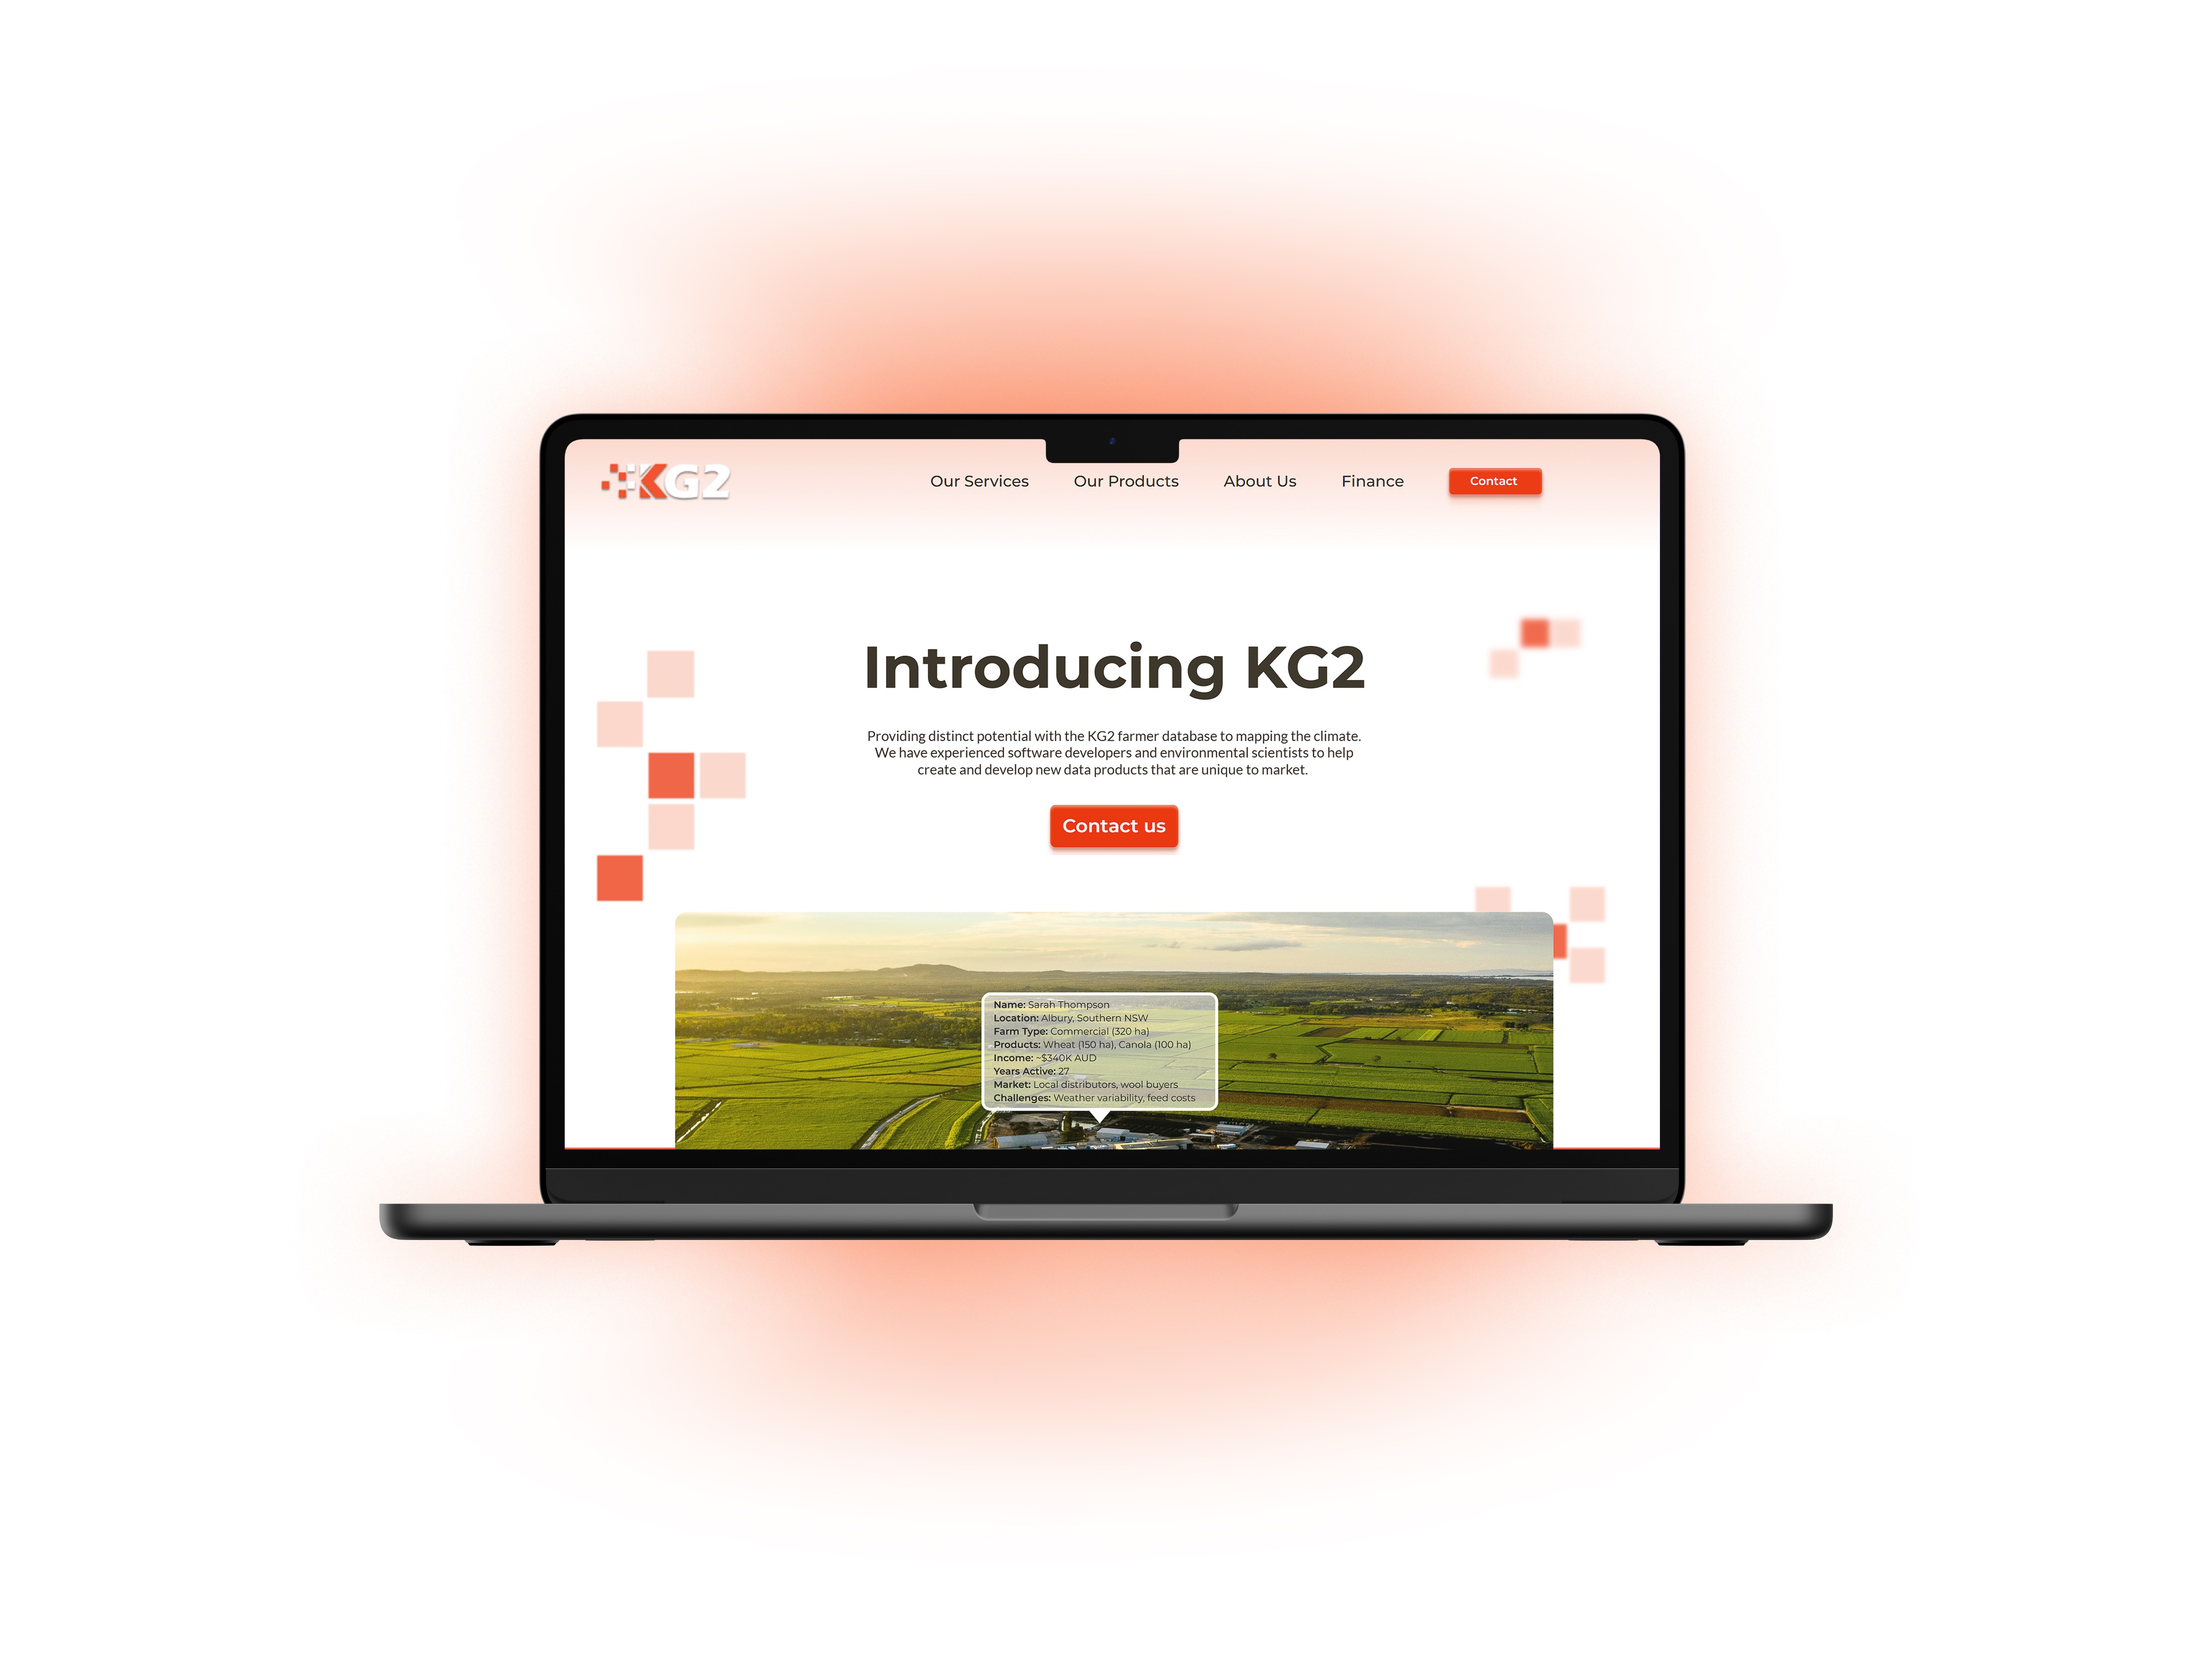 KG2
Our Services
Our Products
About Us
Finance
Contact
Introducing KG2
Providing distinct potential with the KG2 farmer database to mapping the climate.
We have experienced software developers and environmental scientists to help
create and develop new data products that are unique to market.
Contact us
Name: Sarah Thompson
Location: Albury, Southern NSW
Farm Type: Commercial (320 ha)
Products: Wheat (150 ha), Canola (100 ha)
Income: ~$340K AUD
Years Active: 27
Market: Local distributors, wool buyers
Challenges: Weather variability, feed costs